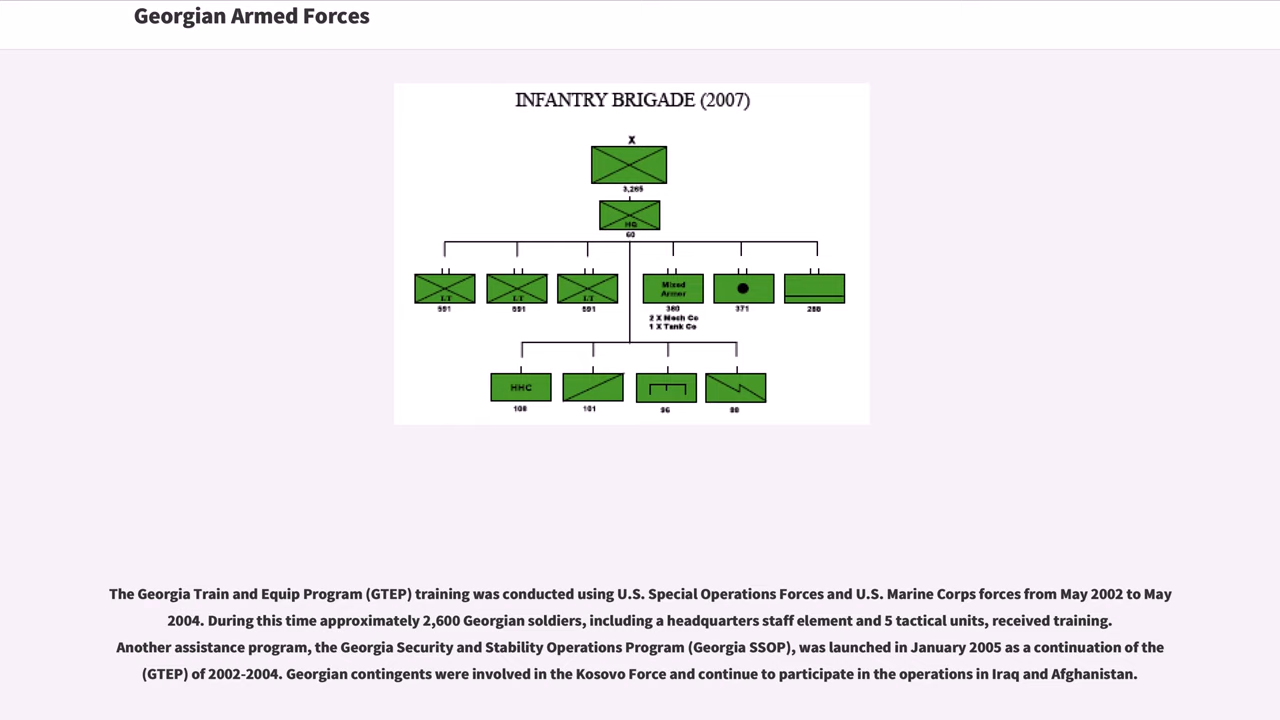 Georgian Armed Forces
INFANTRY BRIGADE (2007)
X
3,265
HQ
60
LT
LT
LT
Mixed
Armor
591
591
591
380
371
2 X Mech Co
1 X Tank Co
HHC
108
101
96
The Georgia Train and Equip Program (GTEP) training was conducted using U.S. Special Operations Forces and U.S. Marine Corps forces from May 2002 to May
2004. During this time approximately 2,600 Georgian soldiers, including a headquarters staff element and 5 tactical units, received training.
Another assistance program, the Georgia Security and Stability Operations Program (Georgia SSOP), was launched in January 2005 as a continuation of the
(GTEP) of 2002-2004. Georgian contingents were involved in the Kosovo Force and continue to participate in the operations in Iraq and Afghanistan.